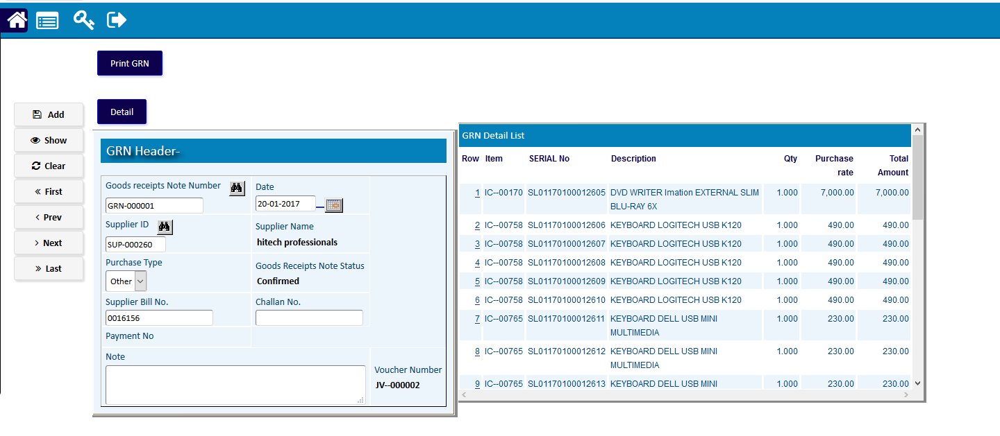 Print GRN
Detail
Add
Show
Clear
First
Prev
Next
Last
GRN Header-
Goods receipts Note Number
GRN-000001
Date
20-01-2017
Supplier ID
SUP-000260
Supplier Name
hitech professionals
Purchase Type
Other
Goods Receipts Note Status
Confirmed
Supplier Bill No.
0016156
Challan No.
Payment No
Note
Voucher Number
JV--000002
GRN Detail List
Row Item SERIAL No Description Qty Purchase Total
rate Amount
1 IC--00170 SL01170100012605 DVD WRITER Imation EXTERNAL SLIM 1.000 7,000.00 7,000.00
BLU-RAY 6X
2 IC--00758 SL01170100012606 KEYBOARD LOGITECH USB K120 1.000 490.00 490.00
3 IC--00758 SL01170100012607 KEYBOARD LOGITECH USB K120 1.000 490.00 490.00
4 IC--00758 SL01170100012608 KEYBOARD LOGITECH USB K120 1.000 490.00 490.00
5 IC--00758 SL01170100012609 KEYBOARD LOGITECH USB K120 1.000 490.00 490.00
6 IC--00758 SL01170100012610 KEYBOARD LOGITECH USB K120 1.000 490.00 490.00
7 IC--00765 SL01170100012611 KEYBOARD DELL USB MINI 1.000 230.00 230.00
MULTIMEDIA
8 IC--00765 SL01170100012612 KEYBOARD DELL USB MINI 1.000 230.00 230.00
MULTIMEDIA
9 IC--00765 SL01170100012613 KEYBOARD DELL USB MINI 1.000 230.00 230.00